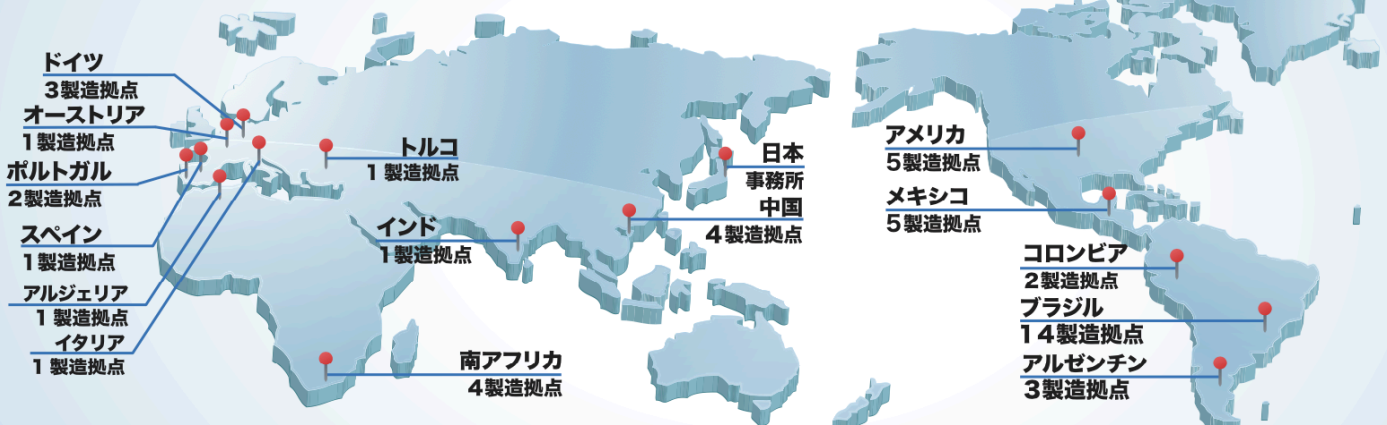 ドイツ
3製造拠点
オーストリア
1製造拠点
ポルトガル
2製造拠点
スペイン
1製造拠点
アルジェリア
1製造拠点
イタリア
1製造拠点
トルコ
1製造拠点
インド
1製造拠点
南アフリカ
4製造拠点
日本
事務所
中国
4製造拠点
アメリカ
5製造拠点
メキシコ
5製造拠点
コロンビア
2製造拠点
ブラジル
14製造拠点
アルゼンチン
3製造拠点